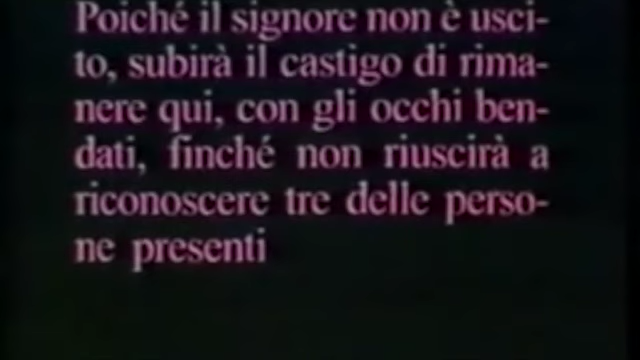 Poiché il signore non è usci-
to, subirà il castigo di rima-
nere qui, con gli occhi ben-
dati, finché non riuscirà a
riconoscere tre delle perso-
ne presenti